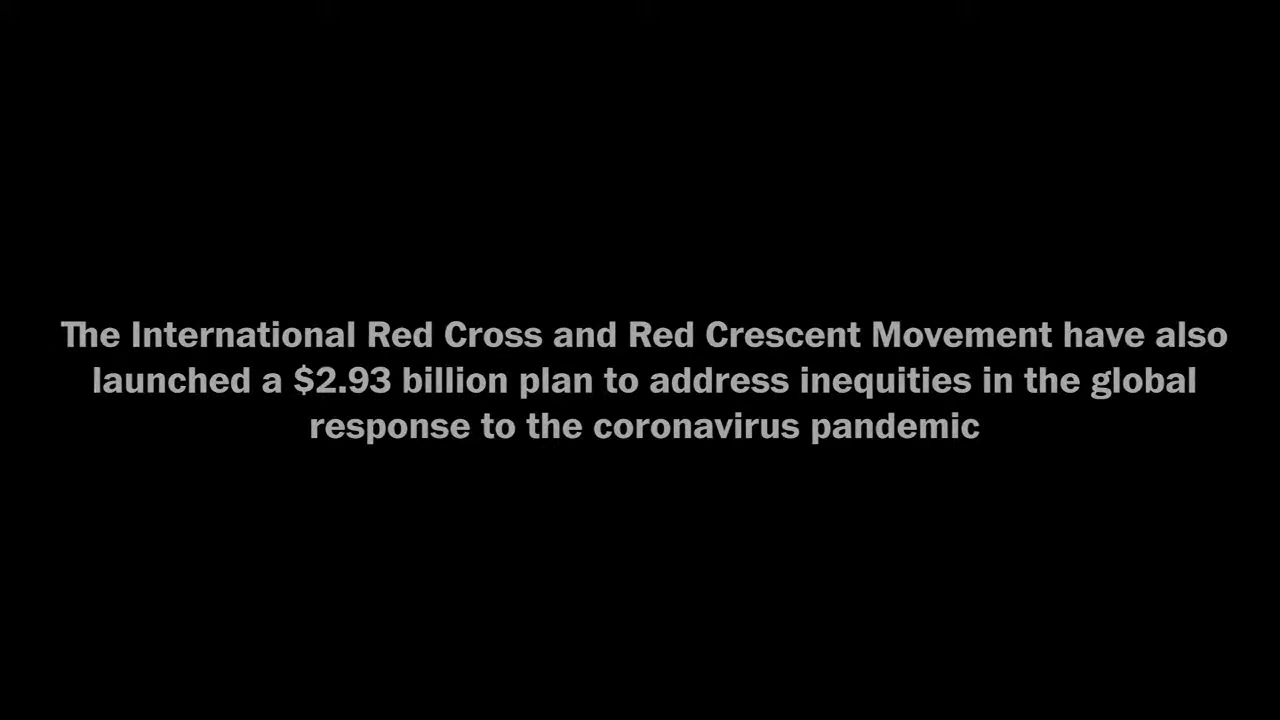 The International Red Cross and Red Crescent Movement have also
launched a $2.93 billion plan to address inequities in the global
response to the coronavirus pandemic